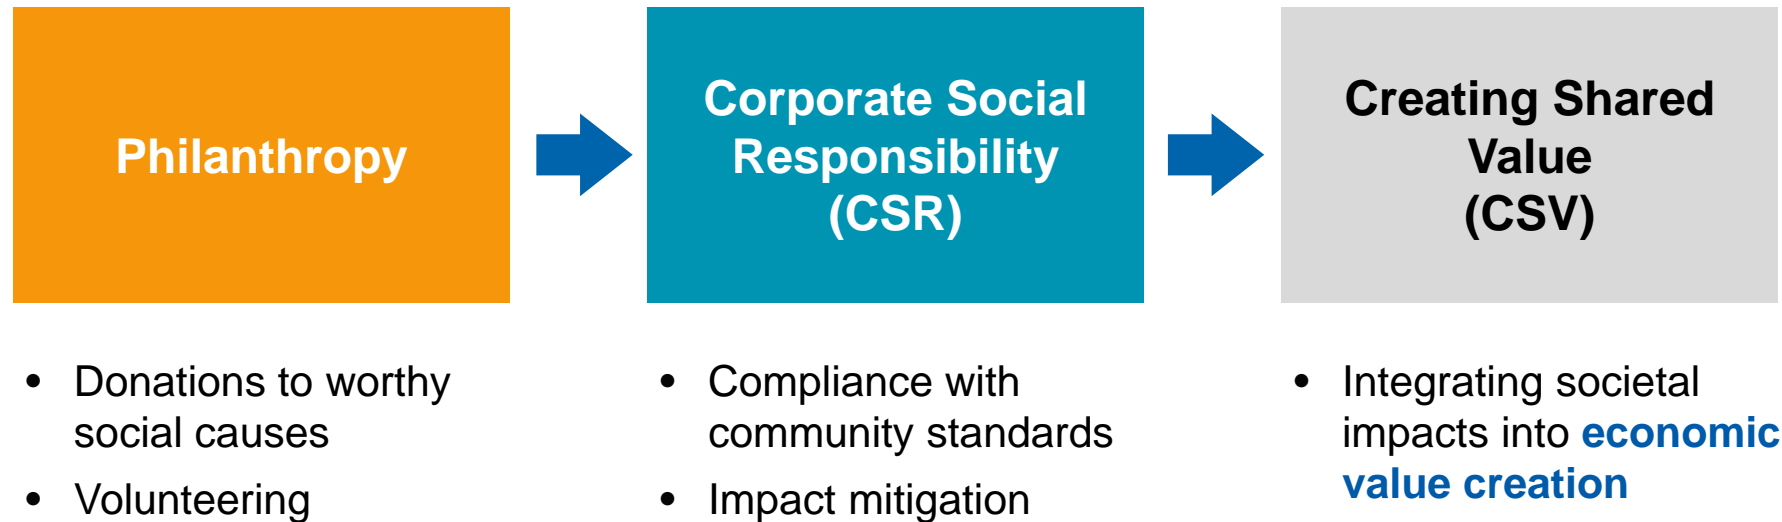 Philanthropy
Corporate Social
Responsibility
(CSR)
Creating Shared
Value
(CSV)
• Donations to worthy
social causes
• Volunteering
• Compliance with
community standards
• Impact mitigation
• Integrating societal
impacts into economic
value creation